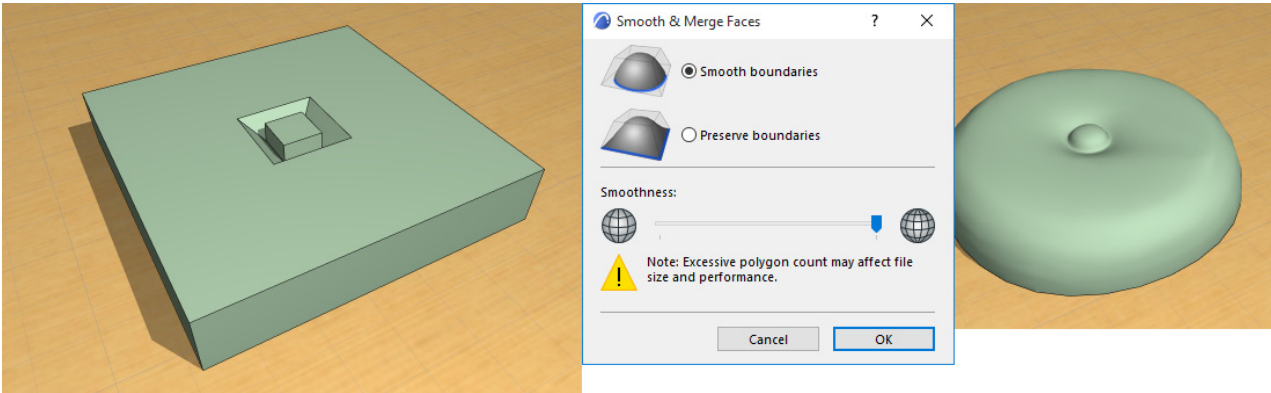 Smooth & Merge Faces
?
Smooth boundaries
Preserve boundaries
Smoothness:
Note: Excessive polygon count may affect file
size and performance.
Cancel
OK